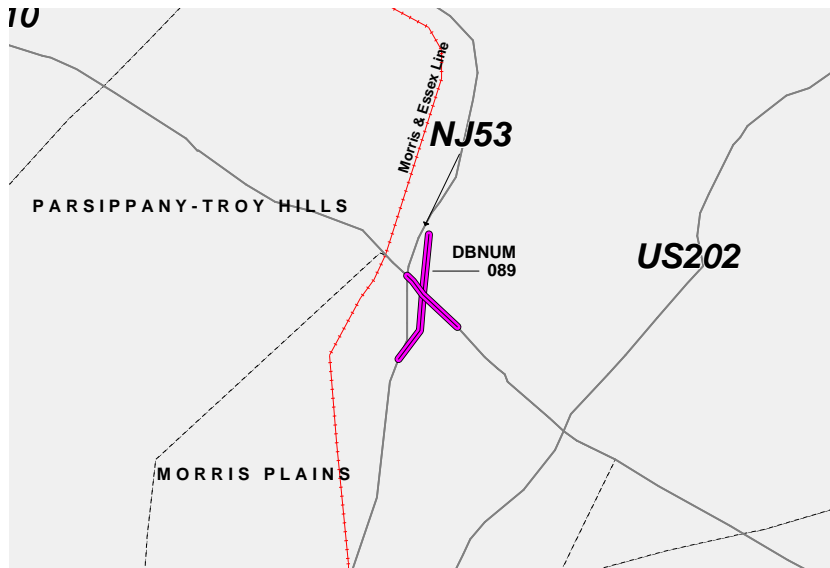 10
Morris & Essex Line
NJ53
PARSIPPANY-TROY HILLS
DBNUM
089
US202
MORRIS PLAINS